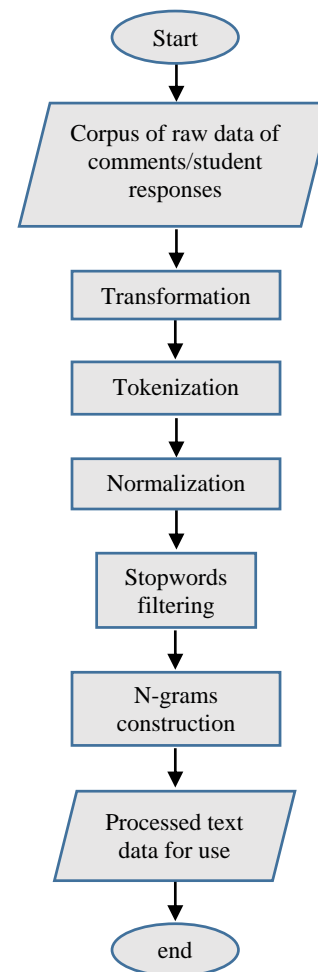 Start
Corpus of raw data of
comments/student
responses
Transformation
Tokenization
Normalization
Stopwords
filtering
N-grams
construction
Processed text
data for use
end